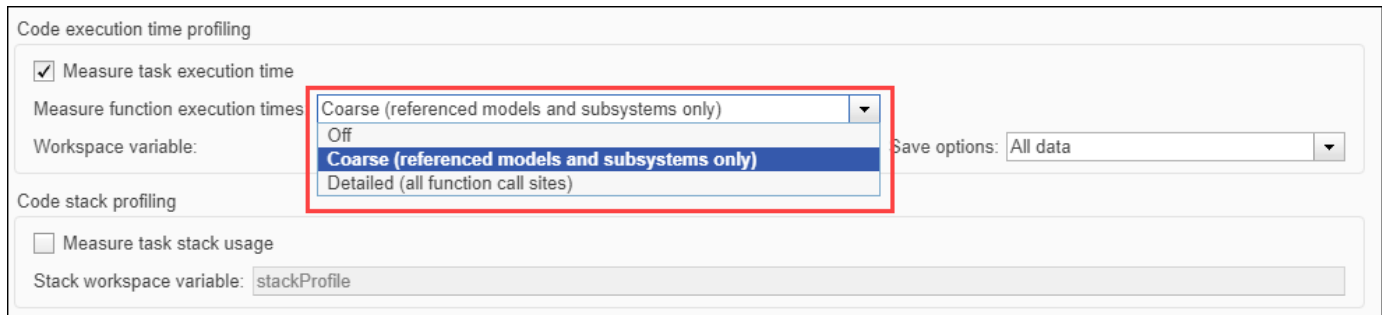 Code execution time profiling
Measure task execution time
Measure function execution times Coarse (referenced models and subsystems only)
Off
Coarse (referenced models and subsystems only)
Detailed (all function call sites)
Workspace variable: Save options: All data
Code stack profiling
Measure task stack usage
Stack workspace variable: stackProfile